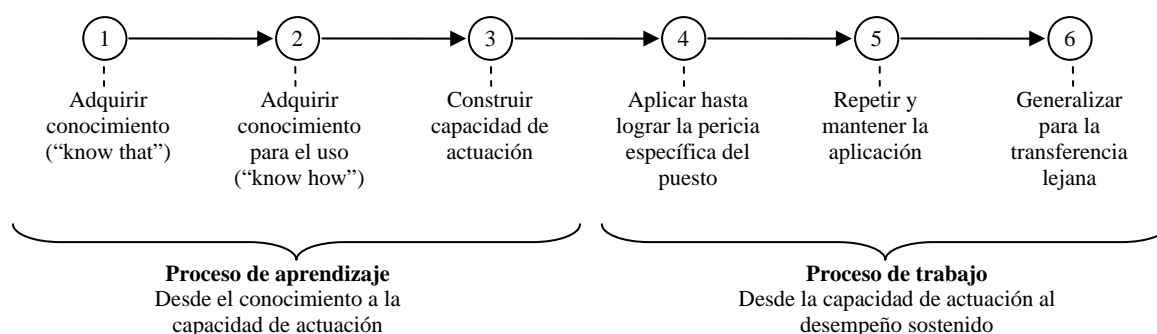 1
2
3
4
5
6
Adquirir
conocimiento
(“know that”)
Adquirir
conocimiento
para el uso
(“know how”)
Construir
capacidad de
actuación
Aplicar hasta
lograr la pericia
específica del
puesto
Repetir y
mantener la
aplicación
Generalizar
para la
transferencia
lejana
Proceso de aprendizaje
Desde el conocimiento a la
capacidad de actuación
Proceso de trabajo
Desde la capacidad de actuación al
desempeño sostenido